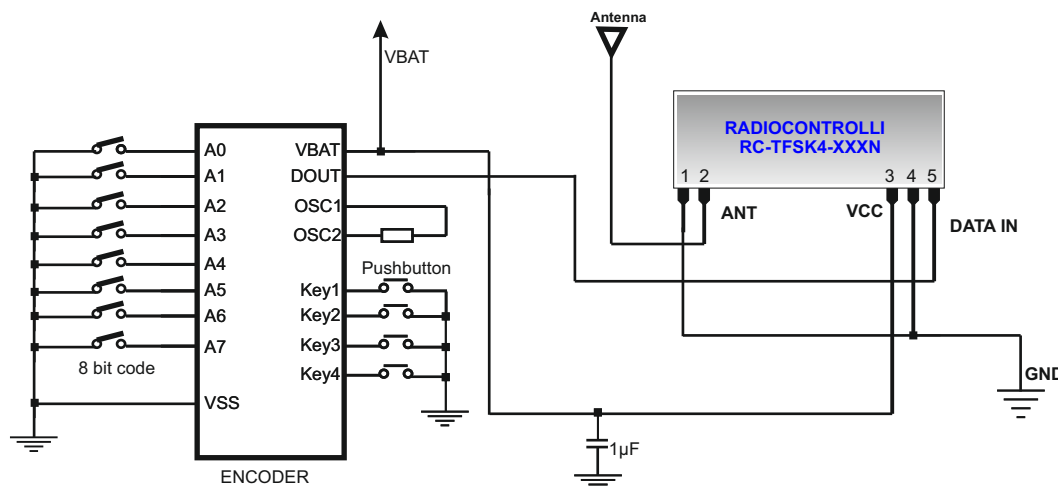 Antenna
VBAT
RADIOCONTROLLI
RC-TFSK4-XXXN
1 2 3 4 5
ANT
VCC
DATA IN
A0
A1
A2
A3
A4
A5
A6
A7
VSS
8 bit code
VBAT
DOUT
OSC1
OSC2
Key1
Key2
Key3
Key4
Pushbutton
ENCODER
1µF
GND